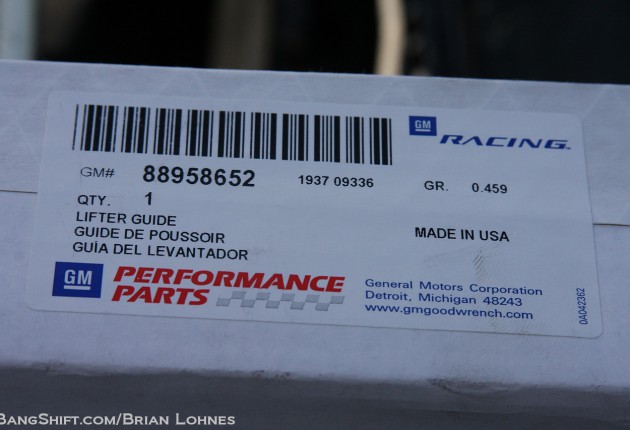 GM RACING
GM# 88958652 1937 09336 GR. 0.459
QTY. 1
LIFTER GUIDE
GUIDE DE POUSSOIR
GUÍA DEL LEVANTADOR
MADE IN USA
GM PERFORMANCE
PARTS
General Motors Corporation
Detroit, Michigan 48243
www.gmgoodwrench.com
0A042362
BangShift.com/Brian Lohnes